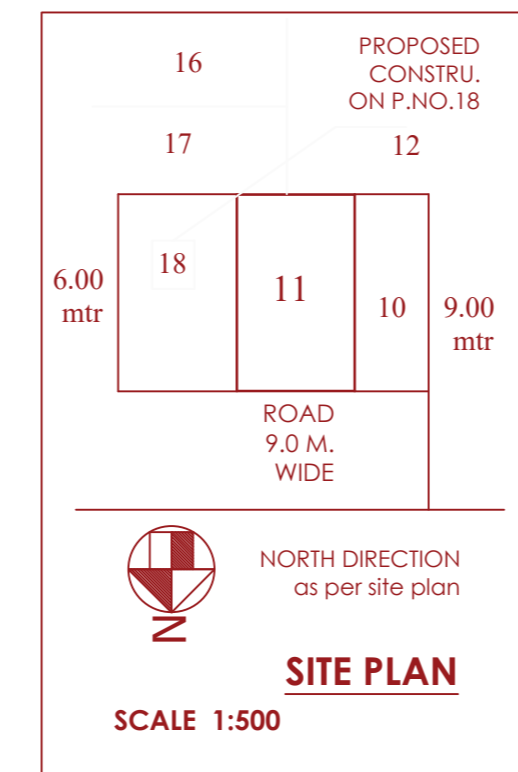 16
PROPOSED
CONSTRU.
ON P.NO.18
17
12
6.00
mtr
18
11
10
9.00
mtr
ROAD
9.0 M.
WIDE
N
NORTH DIRECTION
as per site plan
SITE PLAN
SCALE 1:500